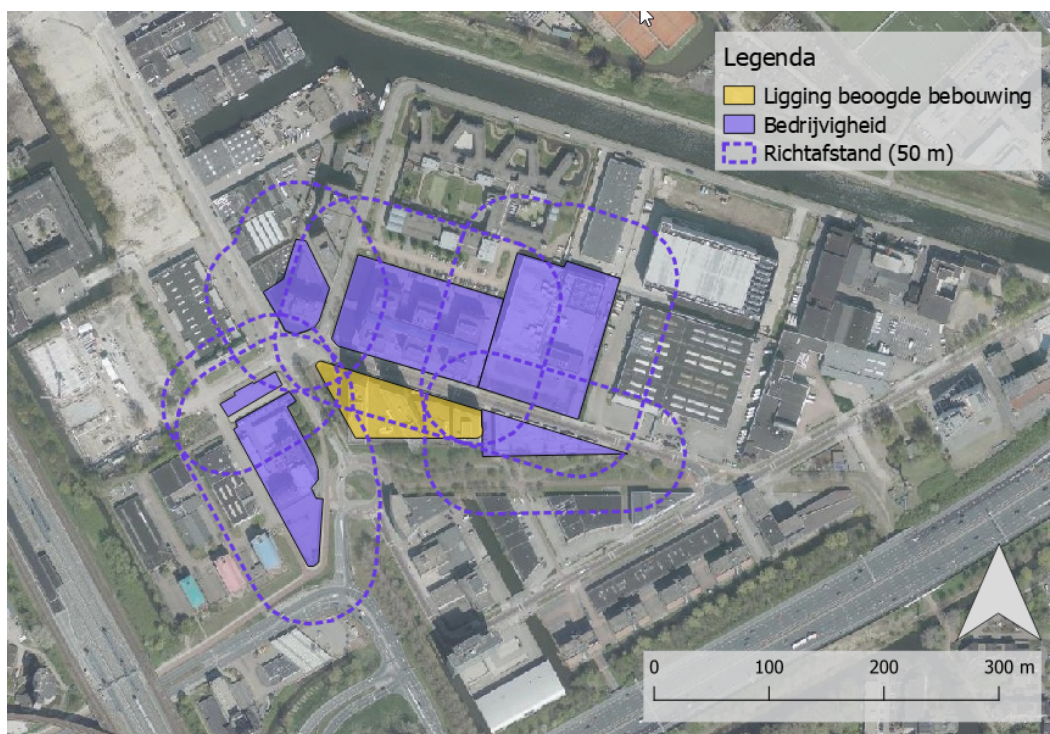 Legenda
Ligging beoogde bebouwing
Bedrijvigheid
Richtafstand (50 m)
0 100 200 300 m